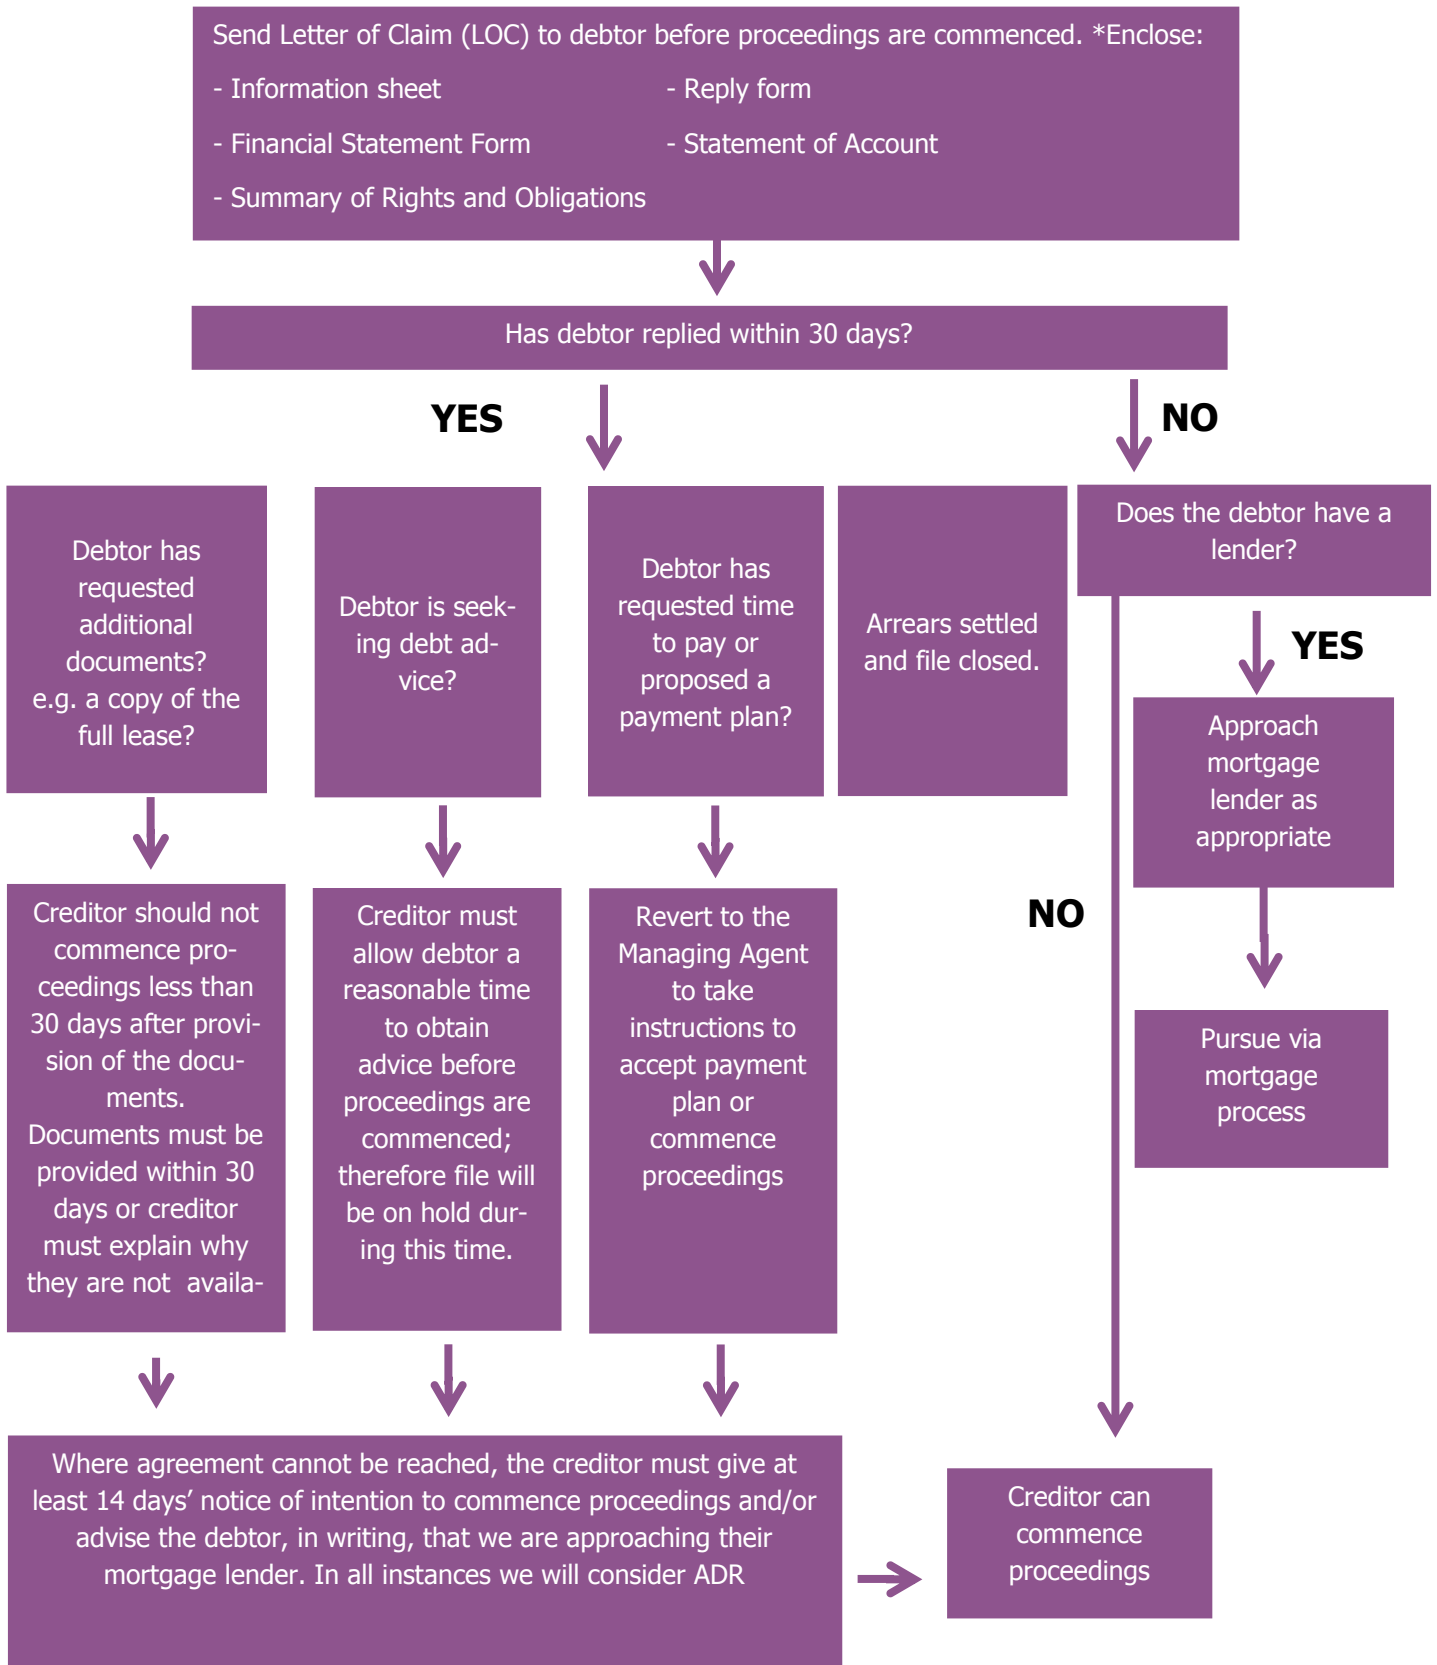 Send Letter of Claim (LOC) to debtor before proceedings are commenced. *Enclose:
- Information sheet - Reply form
- Financial Statement Form - Statement of Account
- Summary of Rights and Obligations
Has debtor replied within 30 days?
YES
NO
Debtor has
requested
additional
documents?
e.g. a copy of the
full lease?
Debtor is seek-
ing debt ad-
vice?
Debtor has
requested time
to pay or
proposed a
payment plan?
Arrears settled
and file closed.
Does the debtor have a
lender?
YES
Approach
mortgage
lender as
appropriate
Creditor should not
commence pro-
ceedings less than
30 days after provi-
sion of the docu-
ments.
Documents must be
provided within 30
days or creditor
must explain why
they are not availa-
Creditor must
allow debtor a
reasonable time
to obtain
advice before
proceedings are
commenced;
therefore file will
be on hold dur-
ing this time.
Revert to the
Managing Agent
to take
instructions to
accept payment
plan or
commence
proceedings
NO
Pursue via
mortgage
process
Where agreement cannot be reached, the creditor must give at
least 14 days’ notice of intention to commence proceedings and/or
advise the debtor, in writing, that we are approaching their
mortgage lender. In all instances we will consider ADR
Creditor can
commence
proceedings